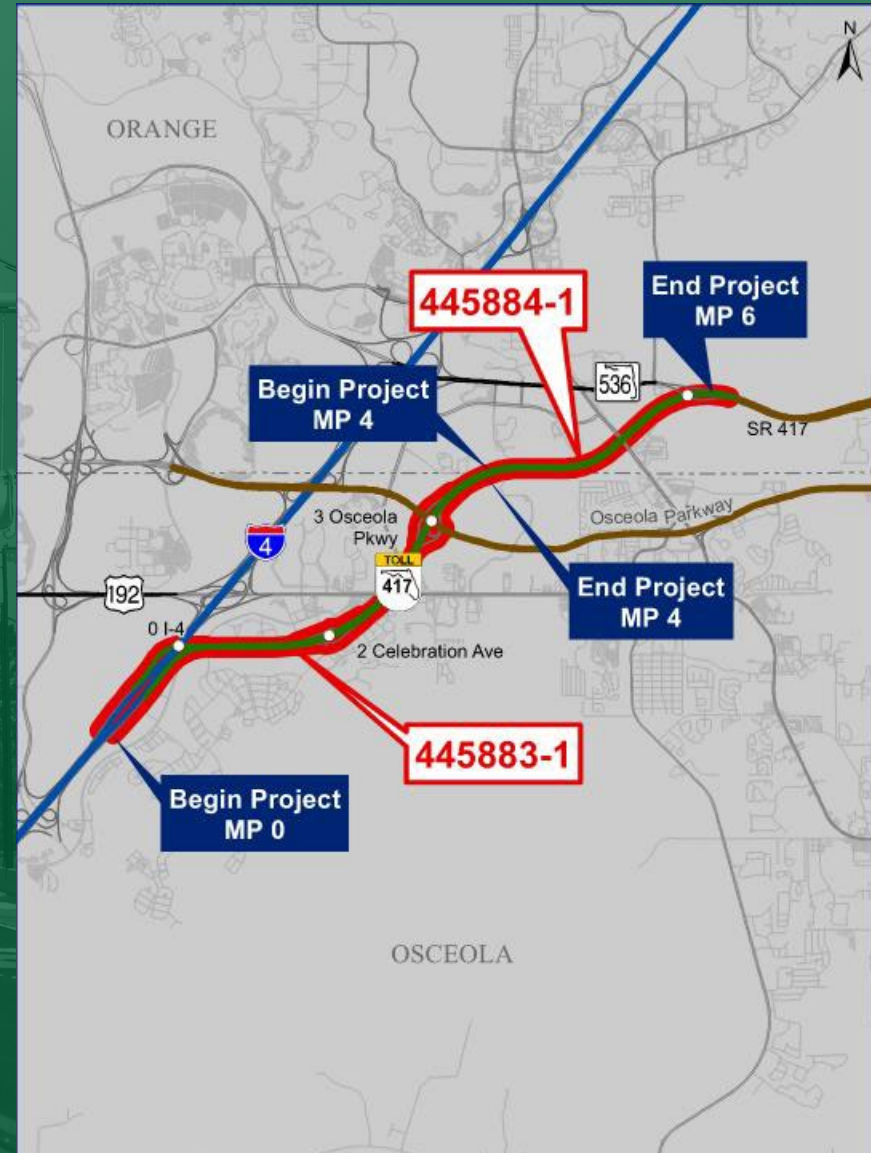 N
ORANGE
445884-1
End Project
MP 6
Begin Project
MP 4
536
SR 417
3 Osceola
Pkwy
Osceola Parkway
4
TOLL
417
192
End Project
MP 4
0 I-4
2 Celebration Ave
445883-1
Begin Project
MP 0
OSCEOLA